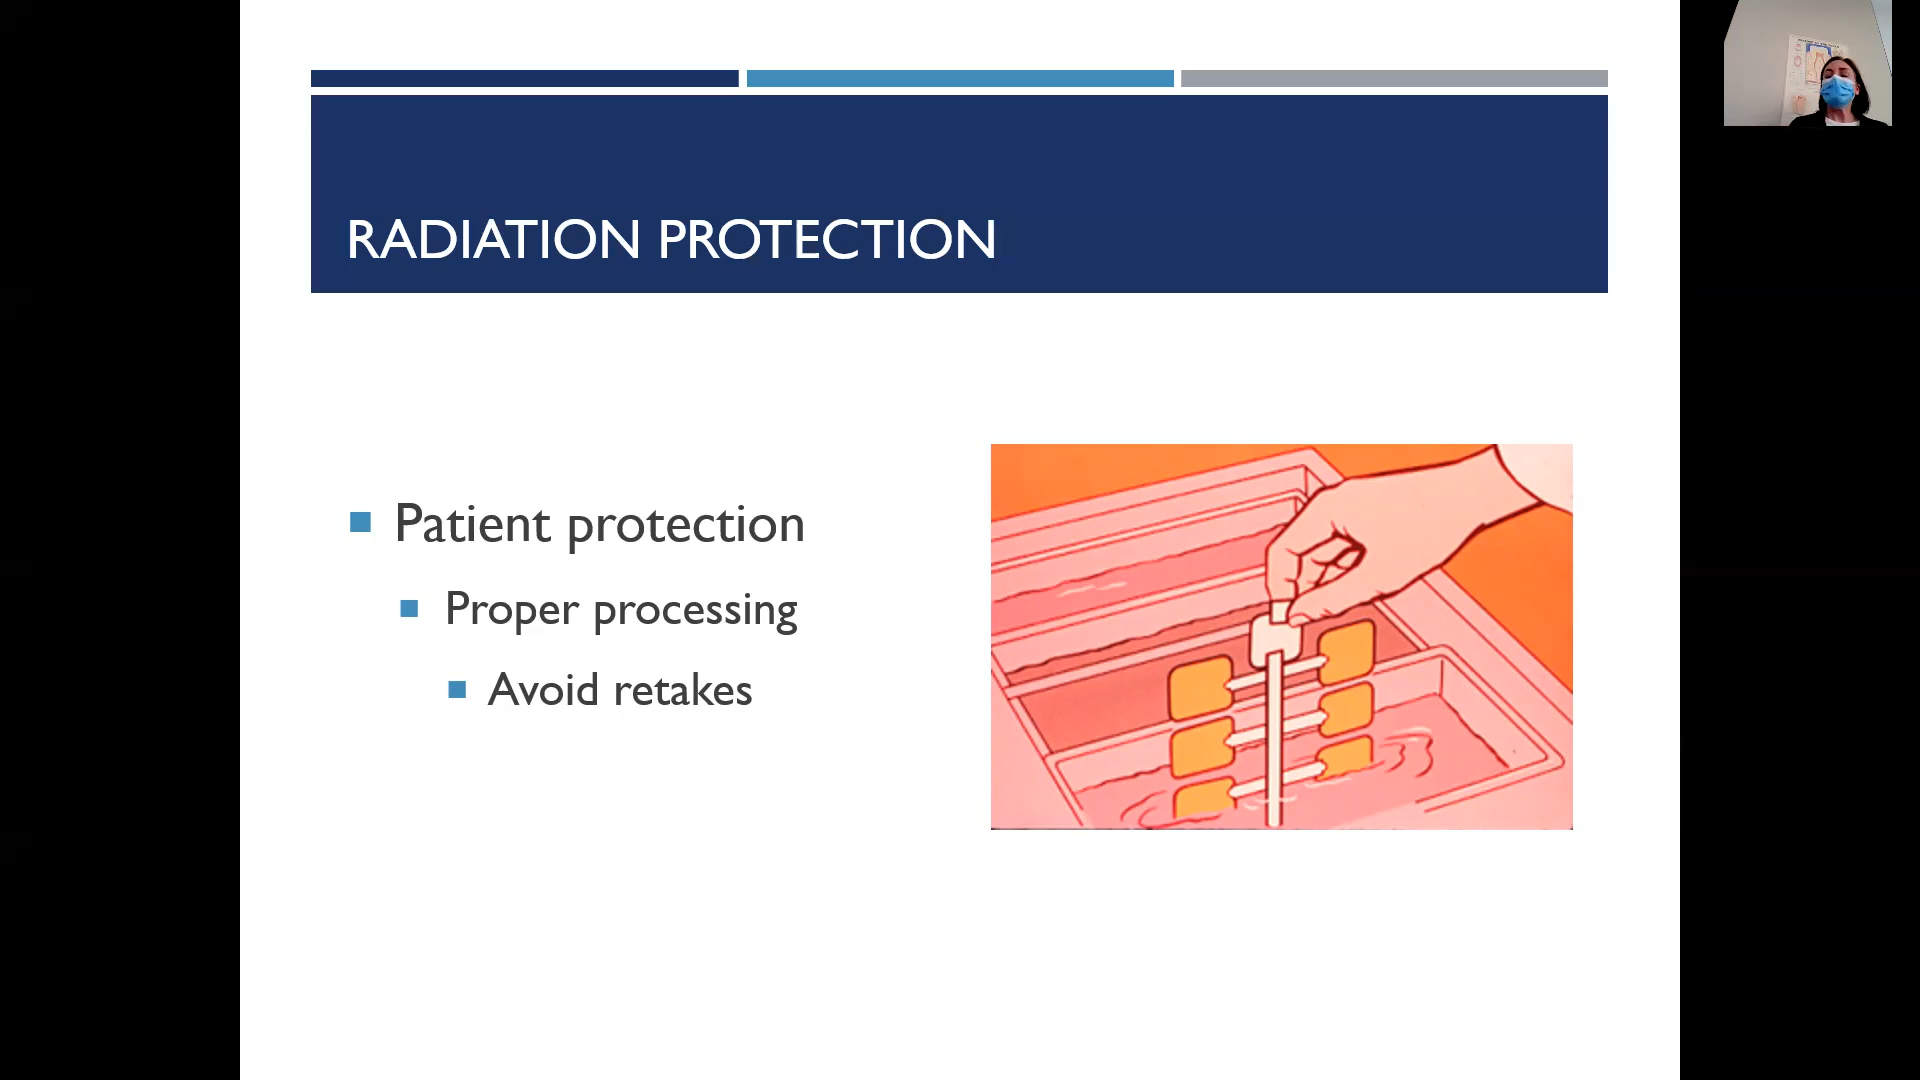 RADIATION PROTECTION
Patient protection
Proper processing
Avoid retakes